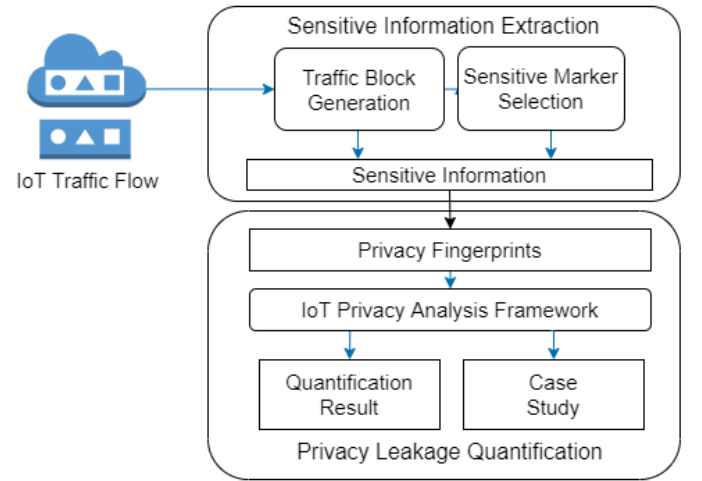 Sensitive Information Extraction
Traffic Block
Generation
Sensitive Marker
Selection
IoT Traffic Flow
Sensitive Information
Privacy Fingerprints
IoT Privacy Analysis Framework
Quantification
Result
Case
Study
Privacy Leakage Quantification